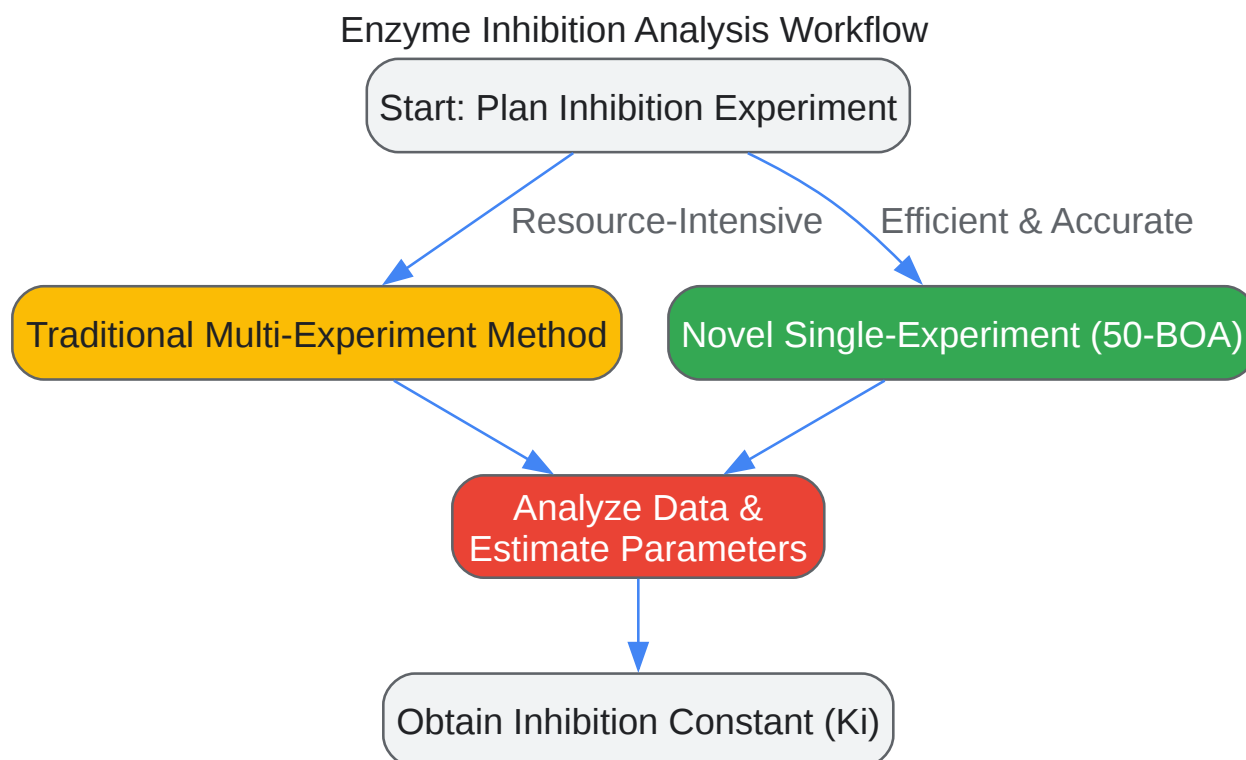 Enzyme Inhibition Analysis Workflow
Start: Plan Inhibition Experiment
Resource-Intensive
Efficient & Accurate
Traditional Multi-Experiment Method
Novel Single-Experiment (50-BOA)
Analyze Data &
Estimate Parameters
Obtain Inhibition Constant (Ki)